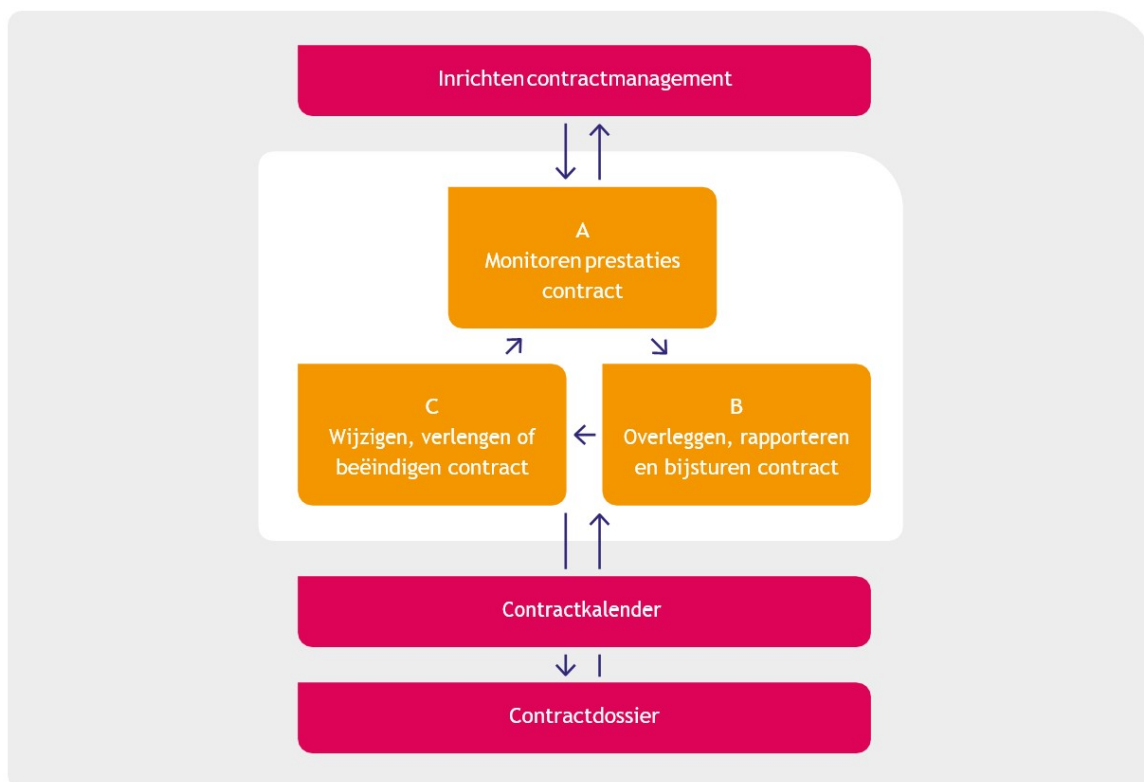 Inrichten contractmanagement
A
Monitoren prestaties
contract
C
Wijzigen, verlengen of
beëindigen contract
B
Overleggen, rapporteren
en bijsturen contract
Contractkalender
Contractdossier